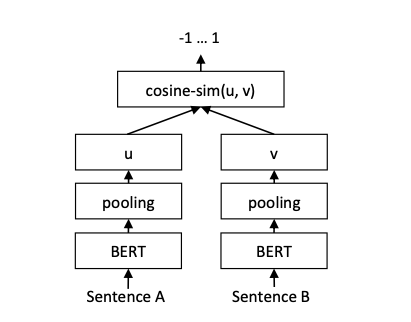 -1 … 1
cosine-sim(u, v)
u
v
pooling
pooling
BERT
BERT
Sentence A
Sentence B